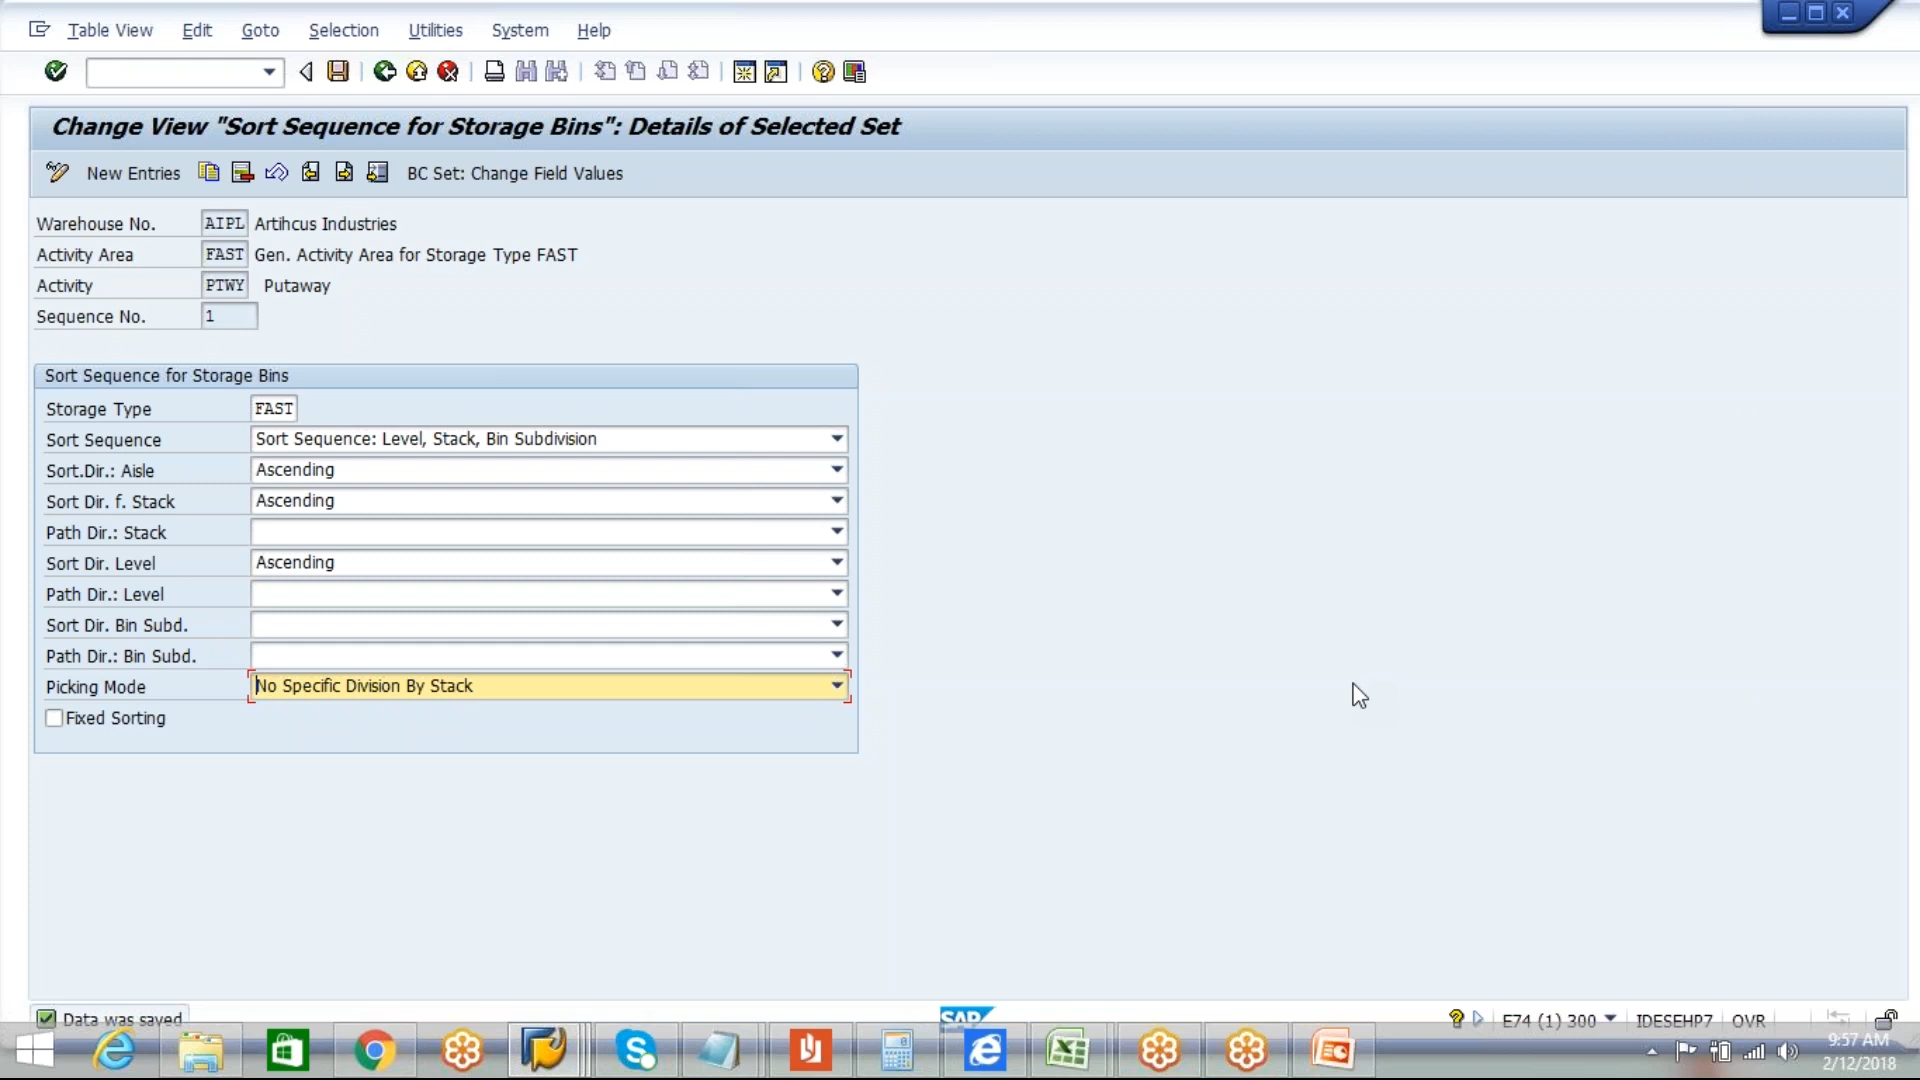 Table View Edit Goto Selection Utilities System Help
Change View "Sort Sequence for Storage Bins": Details of Selected Set
New Entries BC Set: Change Field Values
Warehouse No. AIPL Artihcus Industries
Activity Area FAST Gen. Activity Area for Storage Type FAST
Activity PTWY Putaway
Sequence No. 1
Sort Sequence for Storage Bins
Storage Type FAST
Sort Sequence Sort Sequence: Level, Stack, Bin Subdivision
Sort.Dir.: Aisle Ascending
Sort Dir. f. Stack Ascending
Path Dir.: Stack
Sort Dir. Level Ascending
Path Dir.: Level
Sort Dir. Bin Subd.
Path Dir.: Bin Subd.
Picking Mode No Specific Division By Stack
Fixed Sorting
Data was saved SAP E74 (1) 300 IDESEHP7 OVR
9:57 AM
2/12/2018